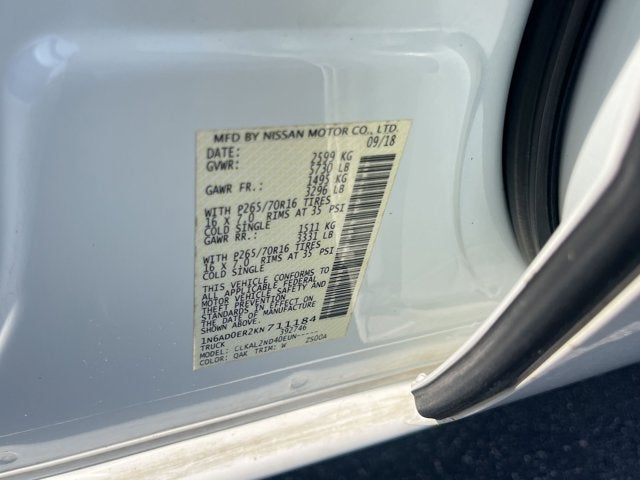 MFD BY NISSAN MOTOR CO., LTD.
DATE: 09/18
GVWR: 2599 KG
5730 LB
GAWR FR.: 1495 KG
3296 LB
WITH P265/70R16 TIRES
16 X 7.0 RIMS AT 35 PSI
COLD SINGLE
GAWR RR.: 1511 KG
3331 LB
WITH P265/70R16 TIRES
16 X 7.0 RIMS AT 35 PSI
COLD SINGLE
THIS VEHICLE CONFORMS TO
ALL APPLICABLE FEDERAL
MOTOR VEHICLE SAFETY AND
STANDARDS IN EFFECT ON
THE DATE OF MANUFACTURE
SHOWN ABOVE.
1N6AD0ER2KN 711184
TRUCK 392746
MODEL: CLKAL2ND4DEUN-----
COLOR: QAK TRIM: W 2500A